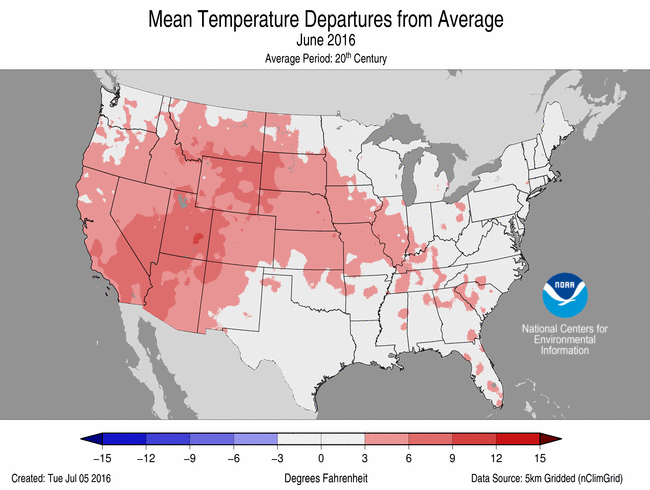 Mean Temperature Departures from Average
June 2016
Average Period: 20th Century
NOAA
National Centers for
Environmental
Information
−15 −12 −9 −6 −3 0 3 6 9 12 15
Created: Tue Jul 05 2016 Degrees Fahrenheit Data Source: 5km Gridded (nClimGrid)